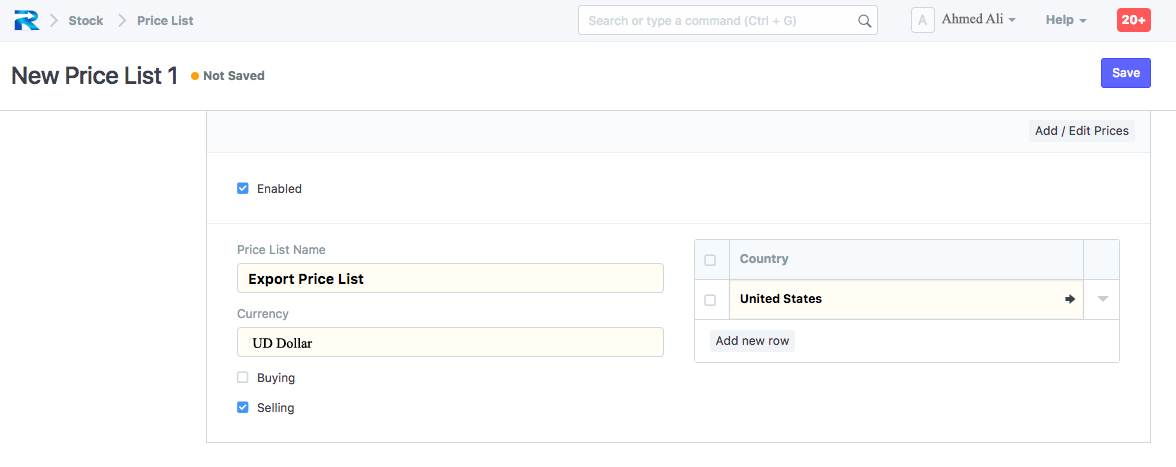 Stock Price List Search or type a command (Ctrl + G) A Ahmed Ali Help 20+
New Price List 1 Not Saved Save
Add / Edit Prices
Enabled
Price List Name
Export Price List
Currency
UD Dollar
Buying
Selling
Country
United States
Add new row